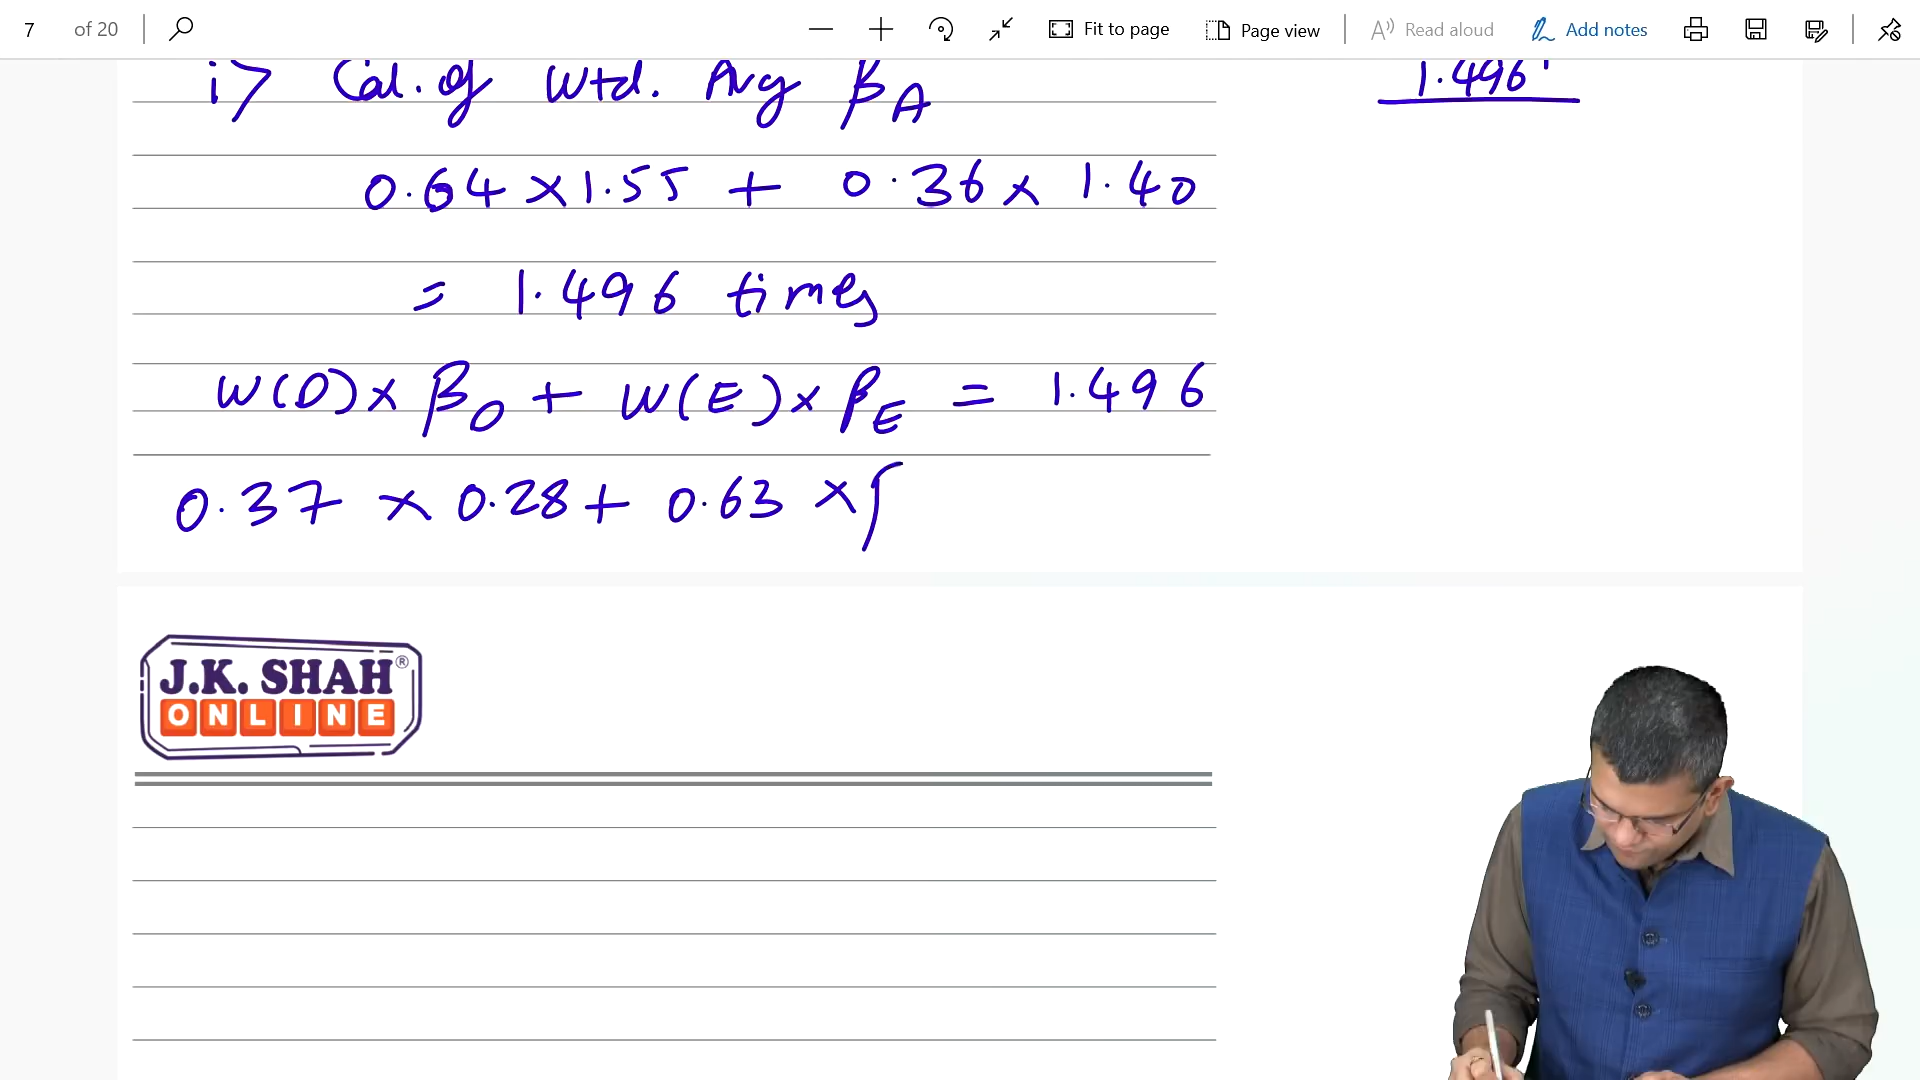 7 of 20 Fit to page Page view Read aloud Add notes
i) Cal. of Wtd. Avg βA
1.496
0.64 × 1.55 + 0.36 × 1.40
= 1.496 times
W(D) × βD + W(E) × βE = 1.496
0.37 × 0.28 + 0.63 ×
J.K. SHAH®
ONLINE